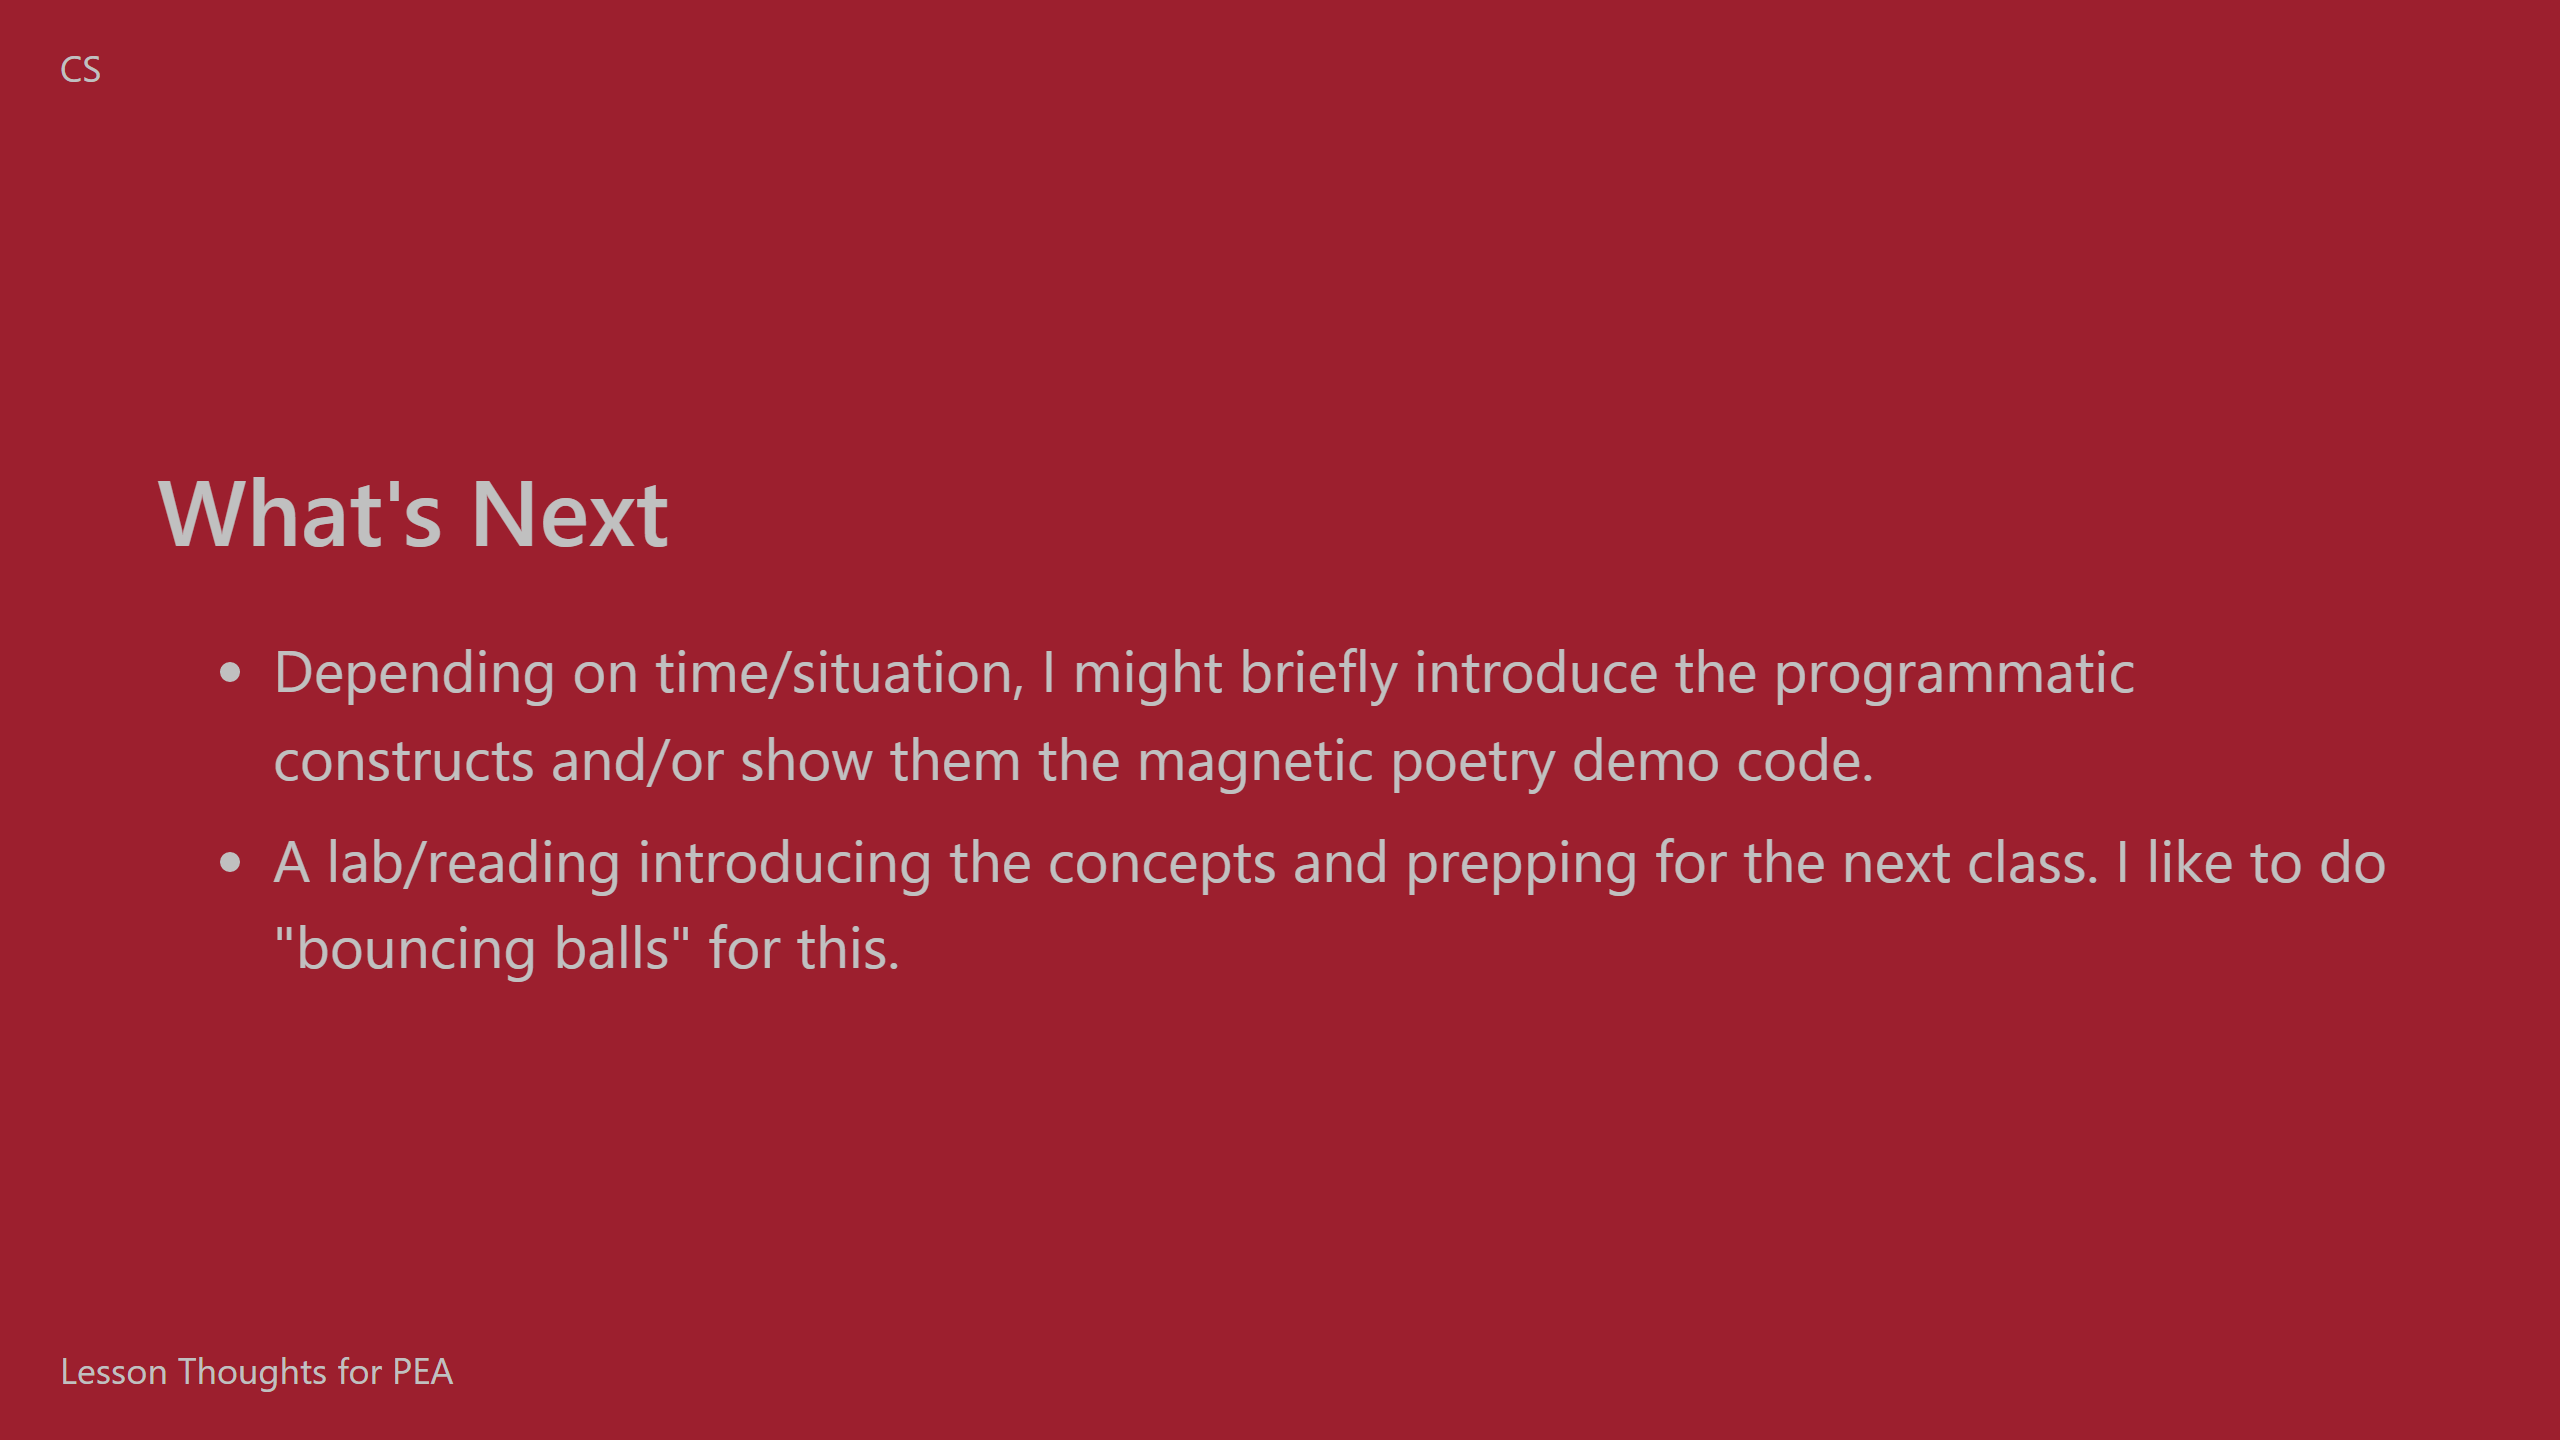 CS
What's Next
• Depending on time/situation, I might briefly introduce the programmatic
constructs and/or show them the magnetic poetry demo code.
• A lab/reading introducing the concepts and prepping for the next class. I like to do
"bouncing balls" for this.
Lesson Thoughts for PEA